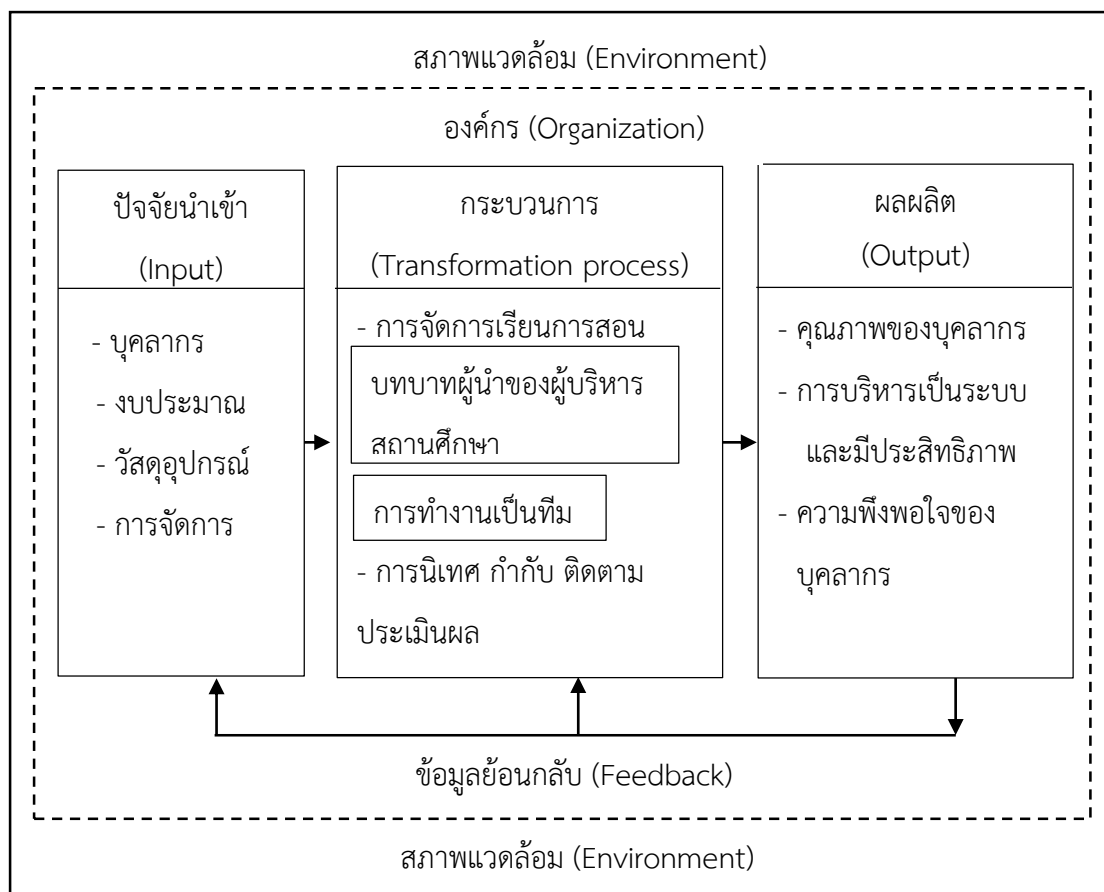 สภาพแวดล้อม (Environment)
องค์กร (Organization)
ปัจจัยนำเข้า
(Input)
- บุคลากร
- งบประมาณ
- วัสดุอุปกรณ์
- การจัดการ
กระบวนการ
(Transformation process)
- การจัดการเรียนการสอน
บทบาทผู้นำของผู้บริหาร
สถานศึกษา
การทำงานเป็นทีม
- การนิเทศ กำกับ ติดตาม
ประเมินผล
ผลผลิต
(Output)
- คุณภาพของบุคลากร
- การบริหารเป็นระบบ
และมีประสิทธิภาพ
- ความพึงพอใจของ
บุคลากร
ข้อมูลย้อนกลับ (Feedback)
สภาพแวดล้อม (Environment)